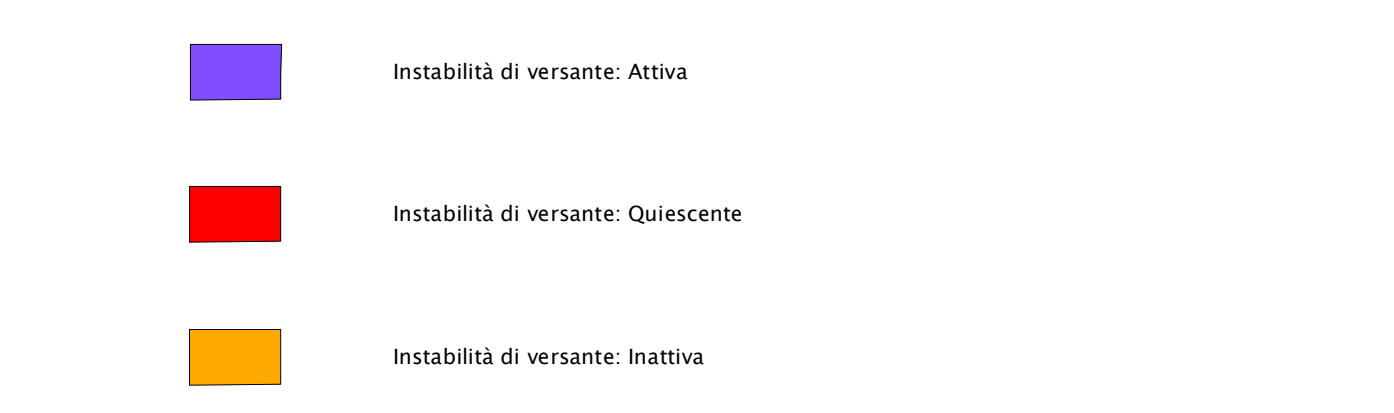 Instabilità di versante: Attiva
Instabilità di versante: Quiescente
Instabilità di versante: Inattiva